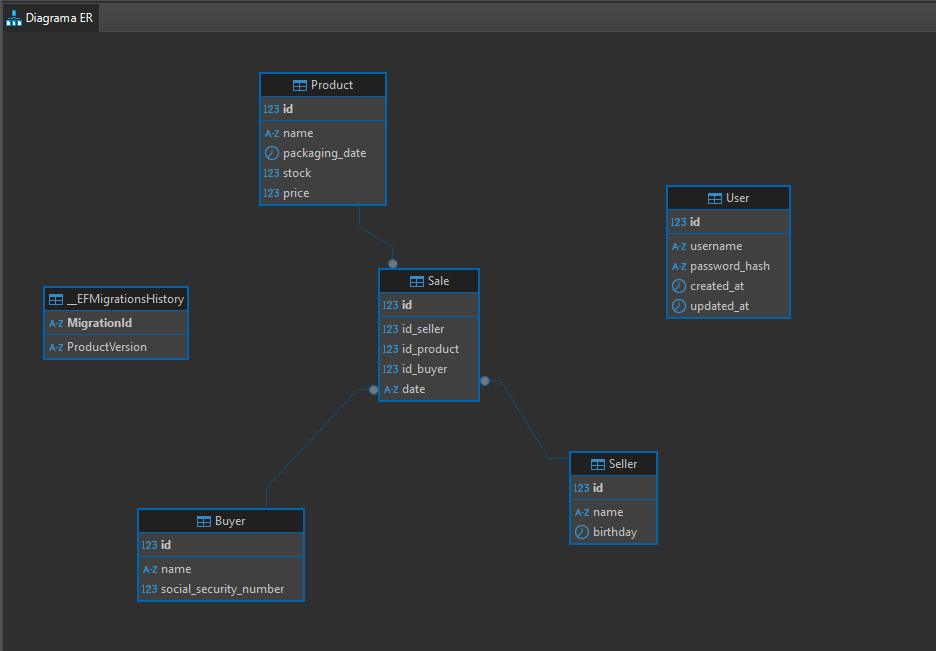 Diagrama ER
Product
123 id
A-Z name
packaging_date
123 stock
123 price
User
123 id
A-Z username
A-Z password_hash
created_at
updated_at
Sale
123 id
123 id_seller
123 id_product
123 id_buyer
A-Z date
__EFMigrationsHistory
A-Z MigrationId
A-Z ProductVersion
Seller
123 id
A-Z name
birthday
Buyer
123 id
A-Z name
123 social_security_number